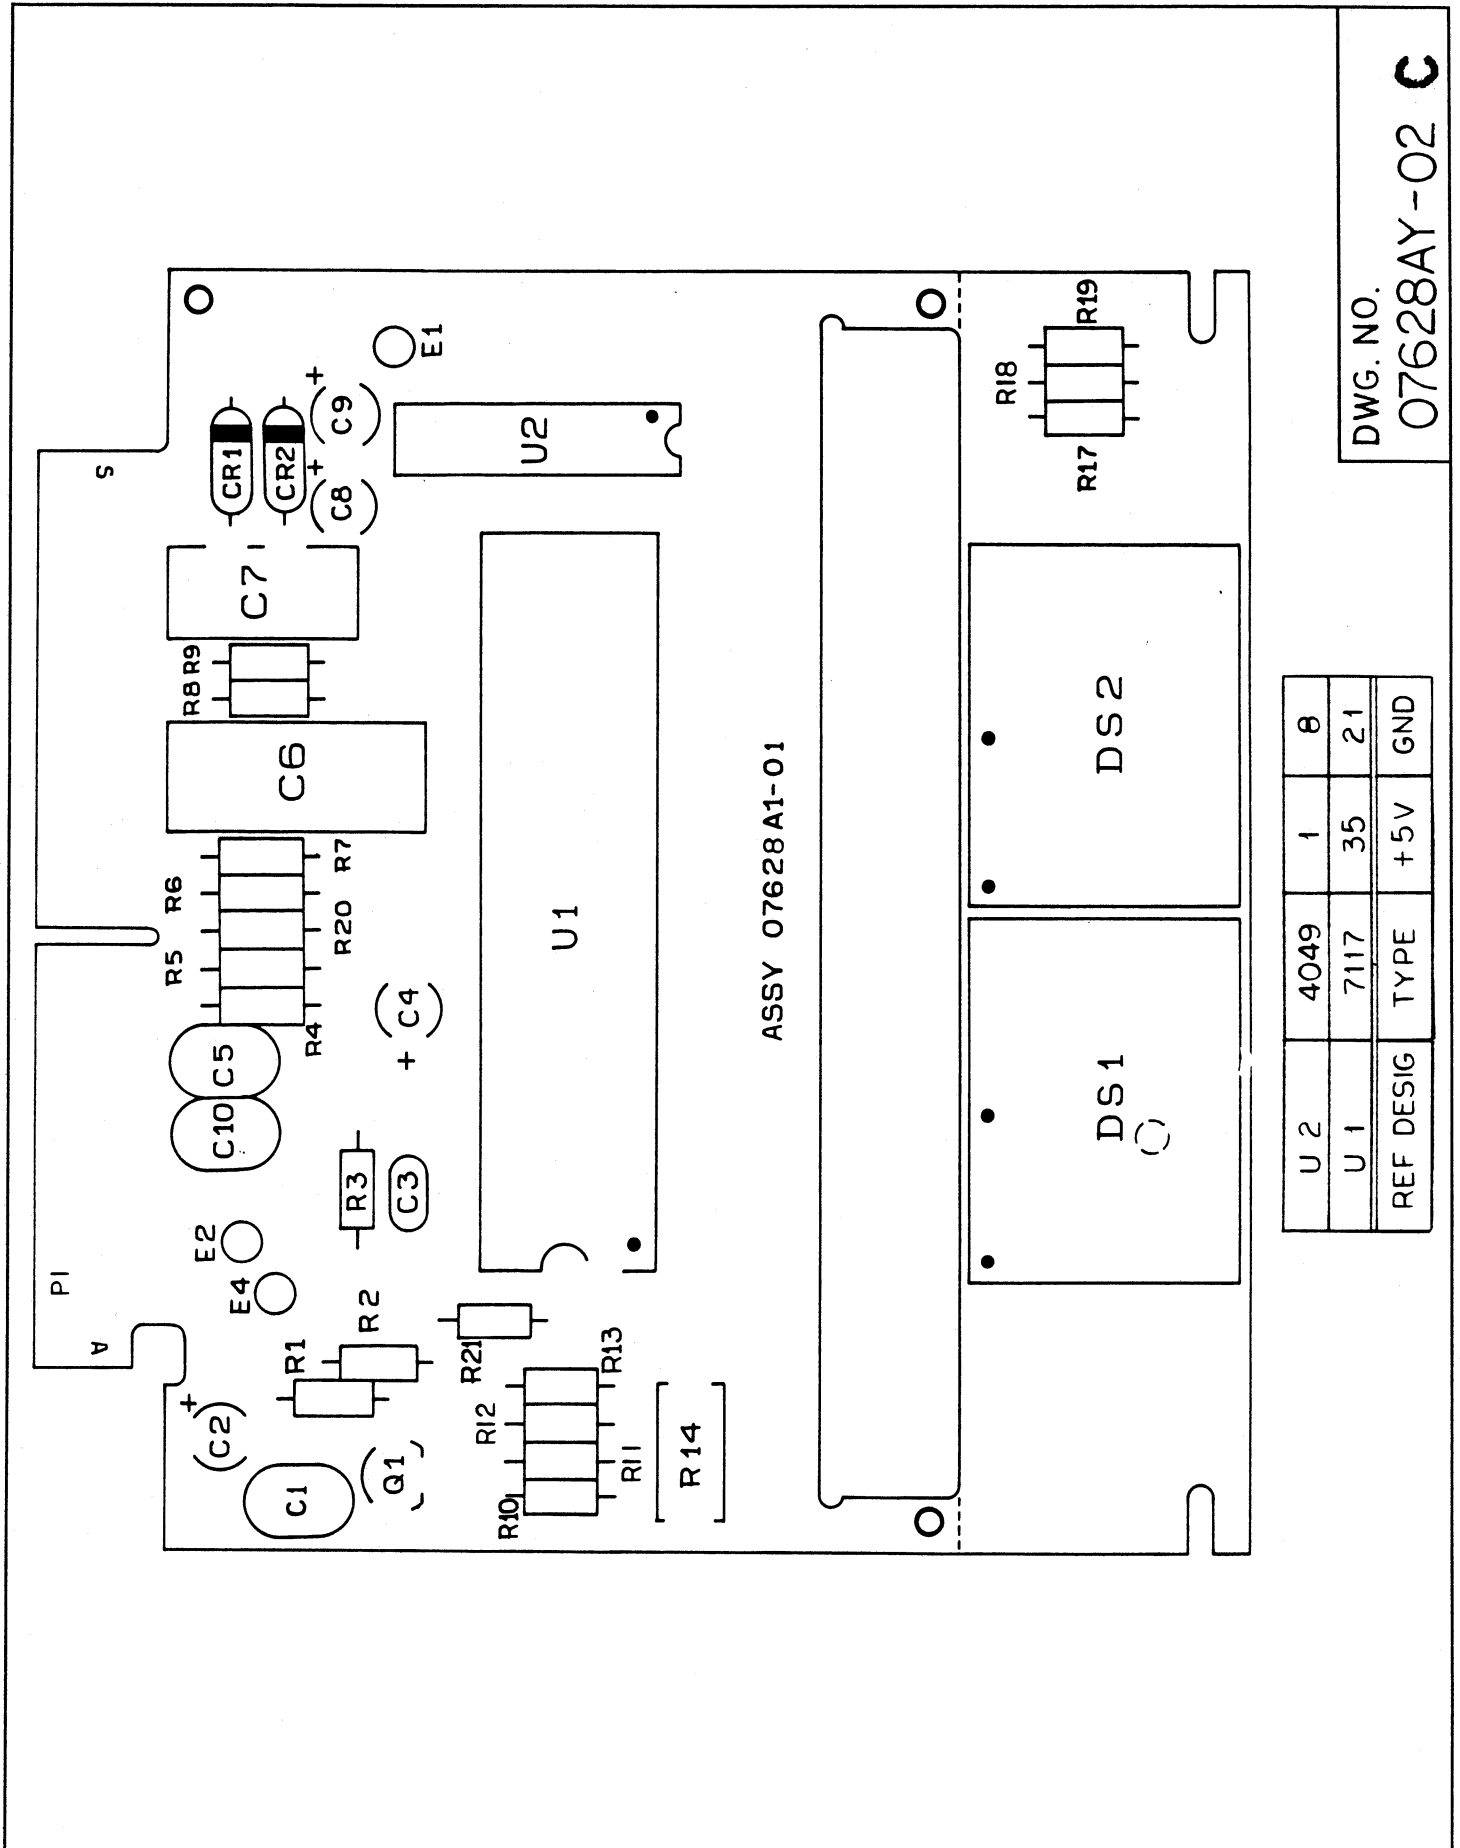 P1
A
S
C2
C1
Q1
R1
R2
E4
E2
R21
R10
R12
R11
R13
R14
R3
C3
C10
C5
C4
R4
R5
R20
R6
R7
C6
R8
R9
C7
CR1
CR2
C8
C9
E1
U1
U2
ASSY 07628A1-01
DS1
DS2
R17
R18
R19
U2 4049 1 8
U1 7117 35 21
REF DESIG TYPE +5V GND
DWG. NO.
07628AY-02 C
+
+
+
+